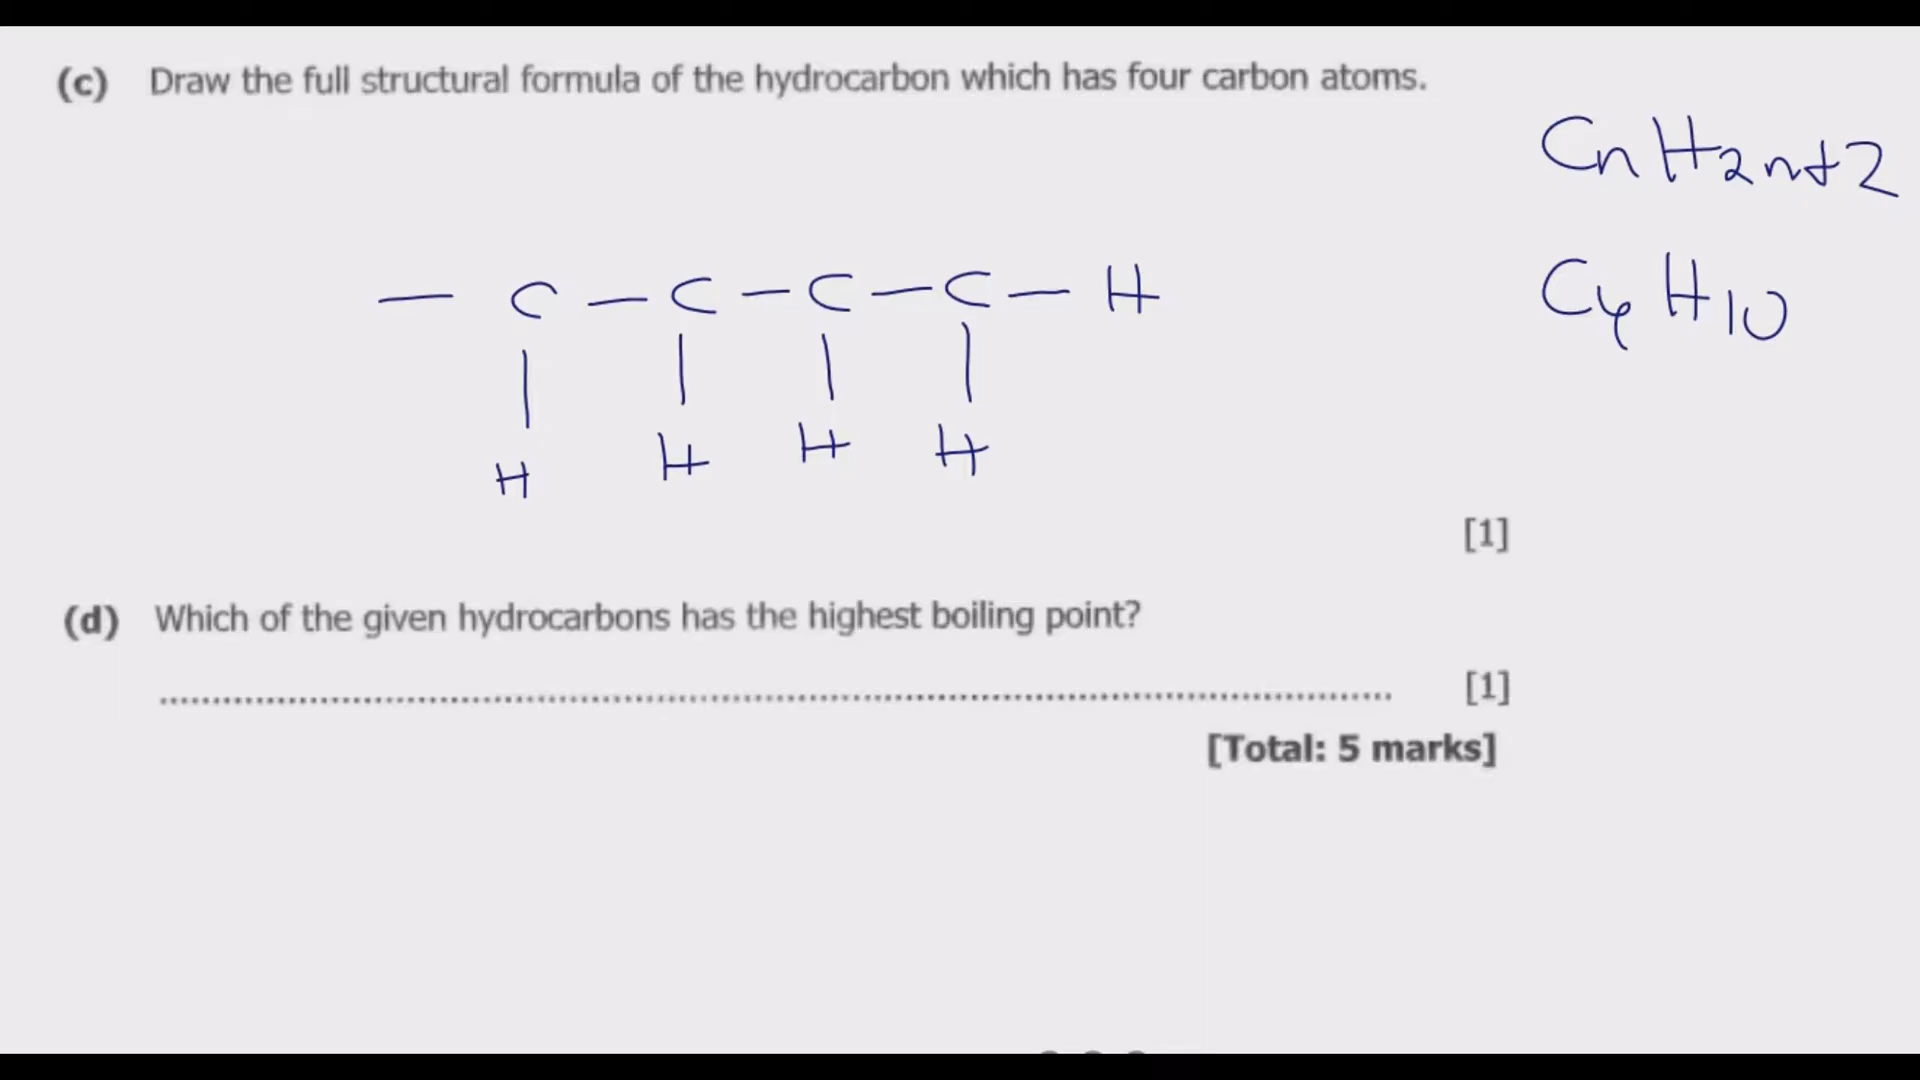 (c) Draw the full structural formula of the hydrocarbon which has four carbon atoms.
CnH2n+2
— C — C — C — C — H
C4H10
| | | |
H H H H
[1]
(d) Which of the given hydrocarbons has the highest boiling point?
[1]
[Total: 5 marks]